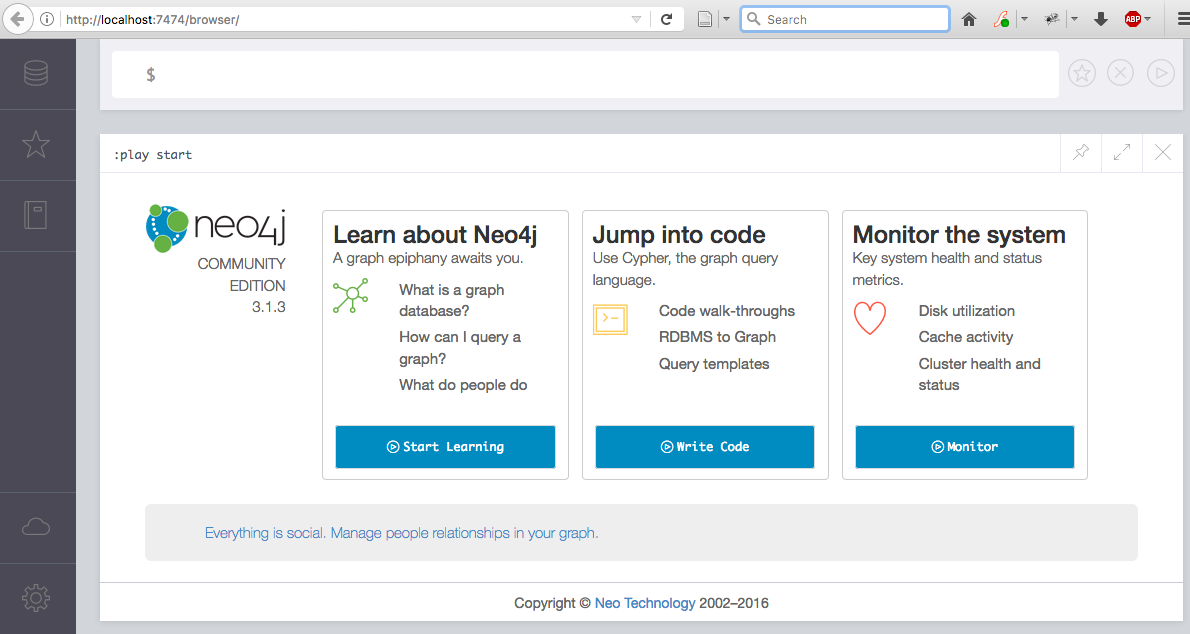 http://localhost:7474/browser/
Search
ABP
$
:play start
neo4j
COMMUNITY
EDITION
3.1.3
Learn about Neo4j
A graph epiphany awaits you.
What is a graph
database?
How can I query a
graph?
What do people do
Start Learning
Jump into code
Use Cypher, the graph query
language.
Code walk-throughs
RDBMS to Graph
Query templates
Write Code
Monitor the system
Key system health and status
metrics.
Disk utilization
Cache activity
Cluster health and
status
Monitor
Everything is social. Manage people relationships in your graph.
Copyright © Neo Technology 2002–2016